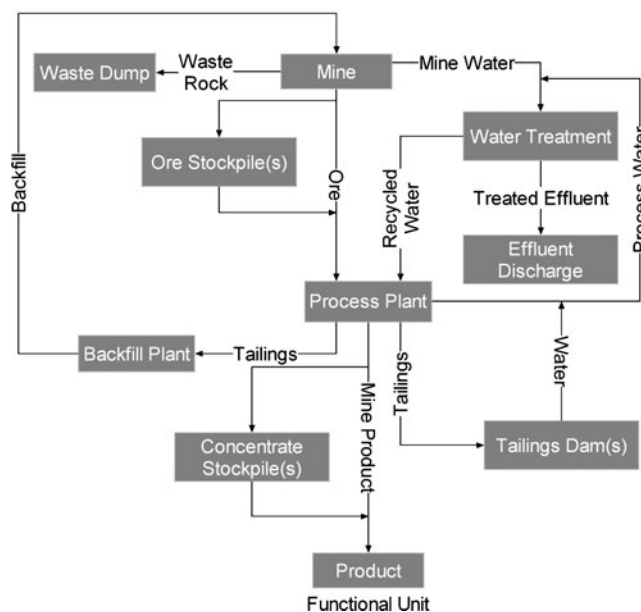 Waste Dump
Waste
Rock
Mine
Mine Water
Ore Stockpile(s)
Ore
Water Treatment
Recycled
Water
Treated Effluent
Process Water
Effluent
Discharge
Backfill
Process Plant
Backfill Plant
Tailings
Mine Product
Tailings
Water
Concentrate
Stockpile(s)
Tailings Dam(s)
Product
Functional Unit